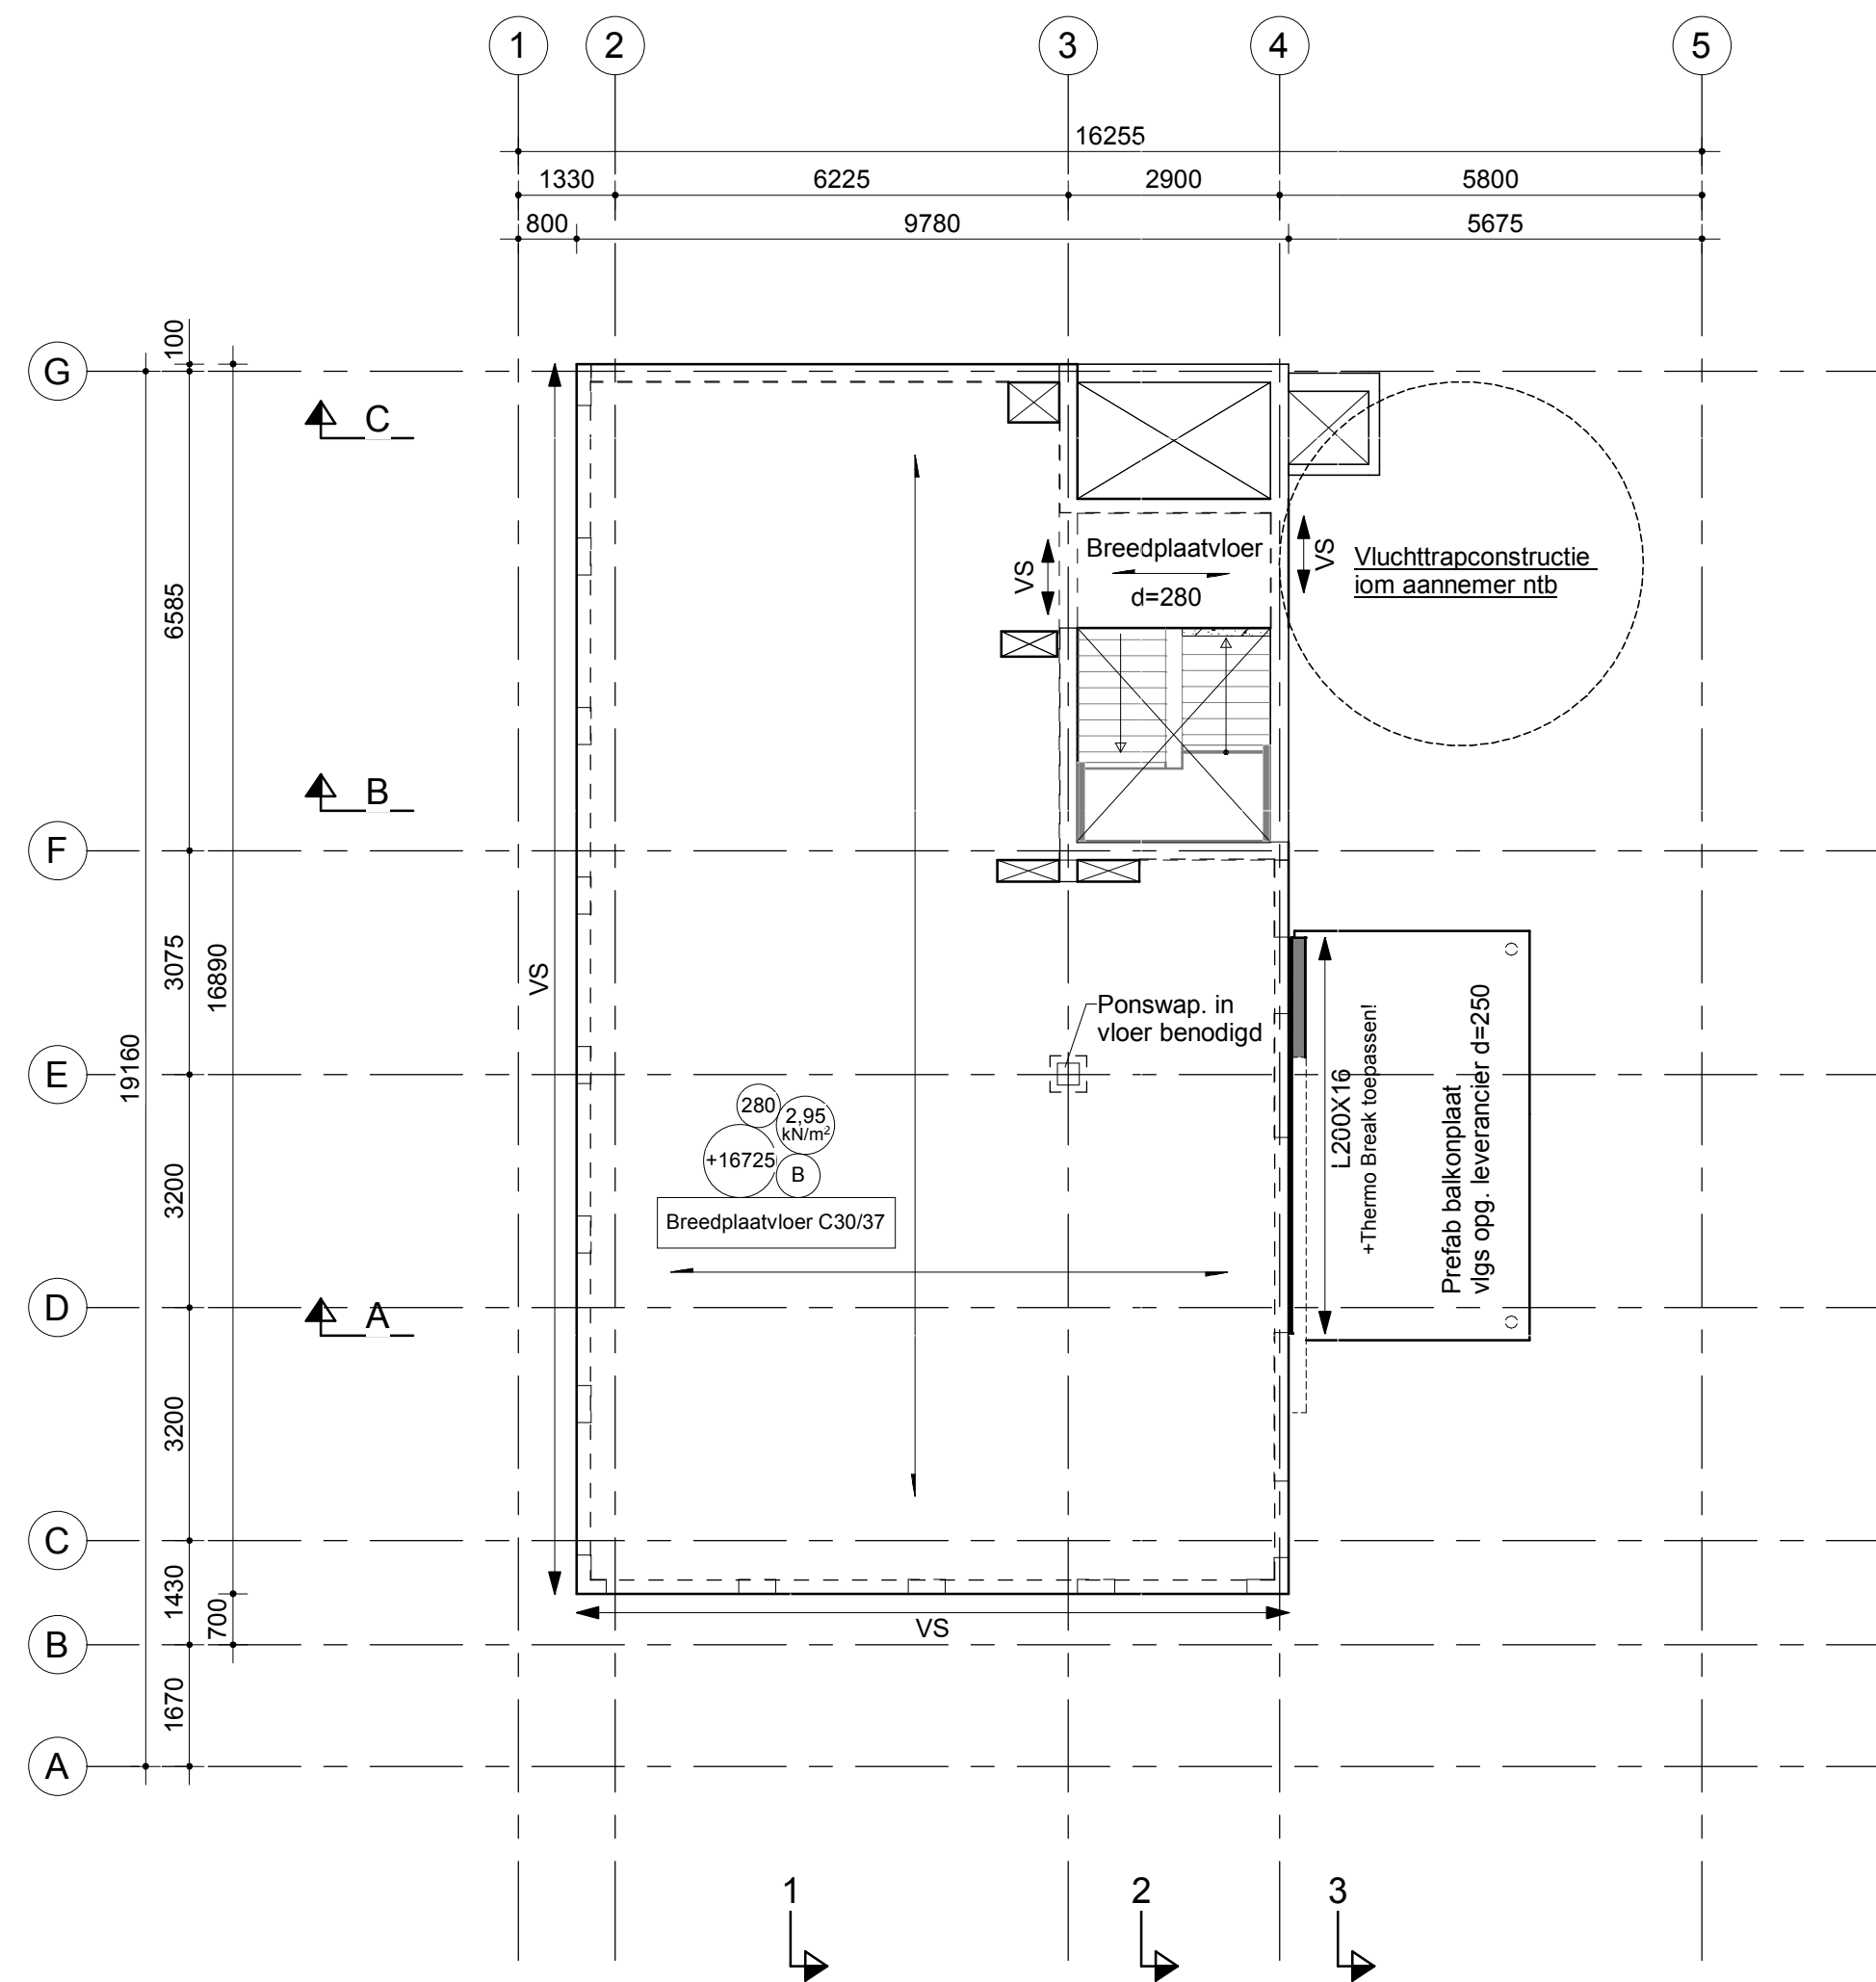 1
2
3
4
5
16255
1330
6225
2900
5800
800
9780
5675
100
G
C
6585
Breedplaatvloer
d=280
VS
VS
Vluchttrapconstructie
iom aannemer ntb
B
F
3075
16890
19160
VS
Ponswap. in
vloer benodigd
E
280
2,95
kN/m²
+16725
B
Breedplaatvloer C30/37
L200X16
+Thermo Break toepassen!
Prefab balkonplaat
vlgs opg. leverancier d=250
3200
D
A
3200
C
1430
700
VS
B
1670
A
1
2
3